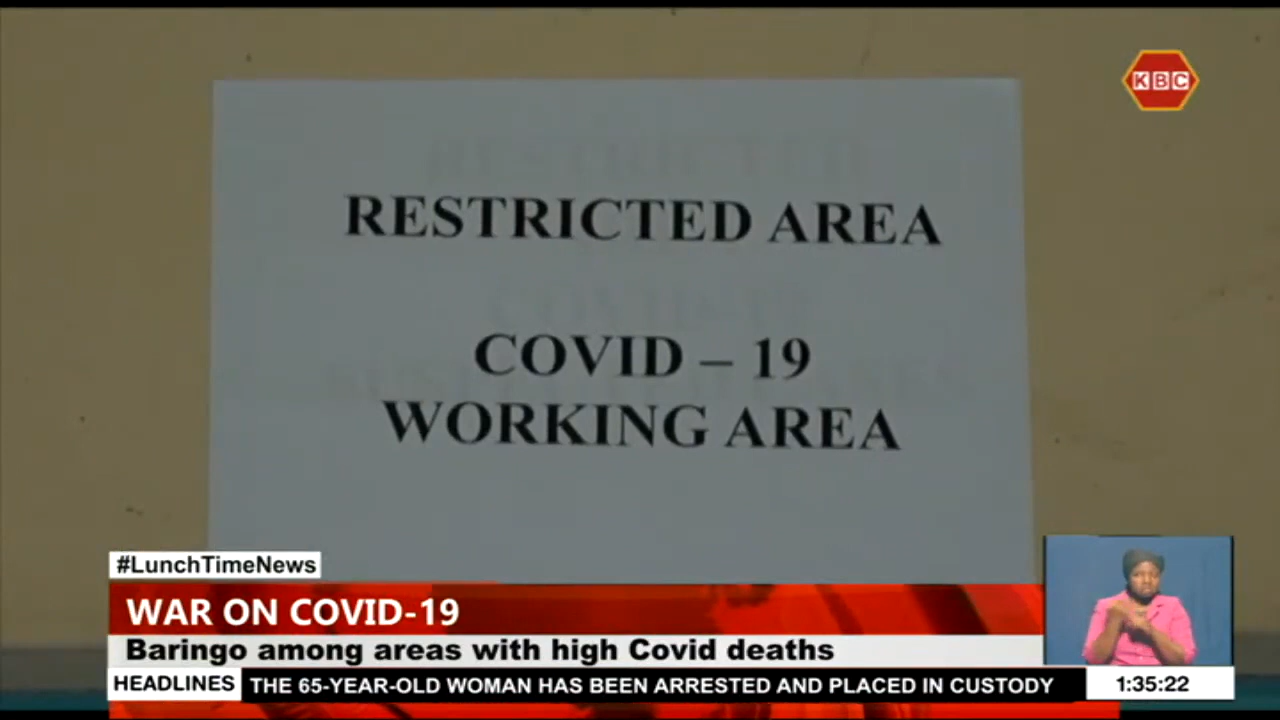 KBC
RESTRICTED AREA
COVID – 19
WORKING AREA
#LunchTimeNews
WAR ON COVID-19
Baringo among areas with high Covid deaths
HEADLINES THE 65-YEAR-OLD WOMAN HAS BEEN ARRESTED AND PLACED IN CUSTODY 1:35:22